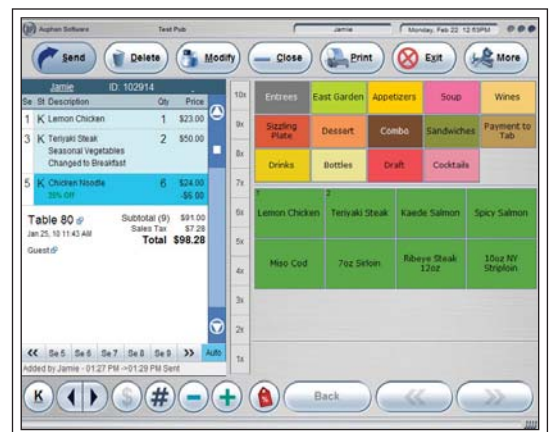 Auphan Software Test Pub Jamie Monday, Feb 22 12:53PM
Send Delete Modify Close Print Exit More
Jamie ID: 102914
Se St Description Qty Price
1 K Lemon Chicken 1 $23.00
3 K Teriyaki Steak 2 $50.00
Seasonal Vegetables
Changed to Breakfast
5 K Chicken Noodle 6 $24.00
25% Off -$6.00
Table 80 Subtotal (9) $91.00
Jan 25, 10 11:43 AM Sales Tax $7.28
Total $98.28
Guest
<< Se 5 Se 6 Se 7 Se 8 Se 9 >> Auto
Added by Jamie - 01:27 PM ->01:29 PM Sent
10x
9x
8x
7x
6x
5x
4x
3x
2x
1x
Entrees East Garden Appetizers Soup Wines
Sizzling Plate Dessert Combo Sandwiches Payment to Tab
Drinks Bottles Draft Cocktails
7 2
Lemon Chicken Teriyaki Steak Kaede Salmon Spicy Salmon
Miso Cod 7oz Sirloin Ribeye Steak 12oz 10oz NY Striploin
K $ # - + Back << >>